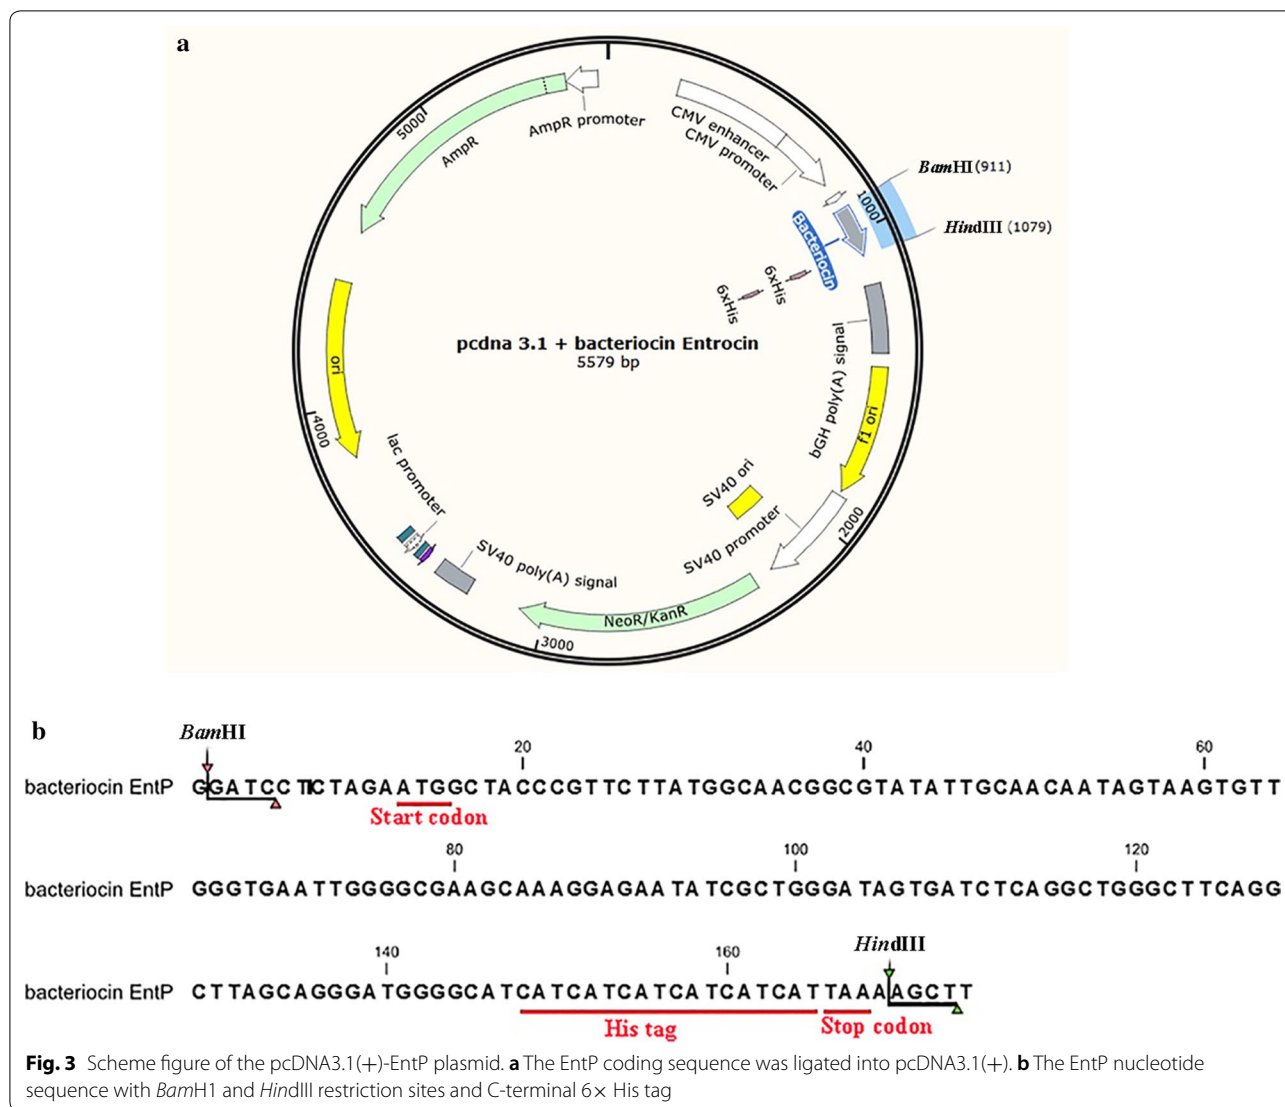 a
AmpR promoter
CMV enhancer
CMV promoter
5000
AmpR
BamHI (911)
1000
HindIII (1079)
Bacteriocin
6xHis
6xHis
pcdna 3.1 + bacteriocin Entrocin
5579 bp
ori
bGH poly(A) signal
f1 ori
4000
lac promoter
SV40 ori
SV40 promoter
2000
SV40 poly(A) signal
NeoR/KanR
3000
b
BamHI
20 40 60
bacteriocin EntP GGATCCTCTAGAATGGCTACCCGTTCTTATGGCAACGGCGTATATTGCAACAATAGTAAGTGTT
Start codon
80 100 120
bacteriocin EntP GGGTGAATTGGGGCGAAGCAAAGGAGAATATCGCTGGGATAGTGATCTCAGGCTGGGCTTCAGG
HindIII
140 160
bacteriocin EntP CTTAGCAGGGATGGGGCATCATCATCATCATCATTAAAAGCTT
His tag Stop codon
Fig. 3 Scheme figure of the pcDNA3.1(+)-EntP plasmid. a The EntP coding sequence was ligated into pcDNA3.1(+). b The EntP nucleotide
sequence with BamH1 and HindIII restriction sites and C-terminal 6× His tag